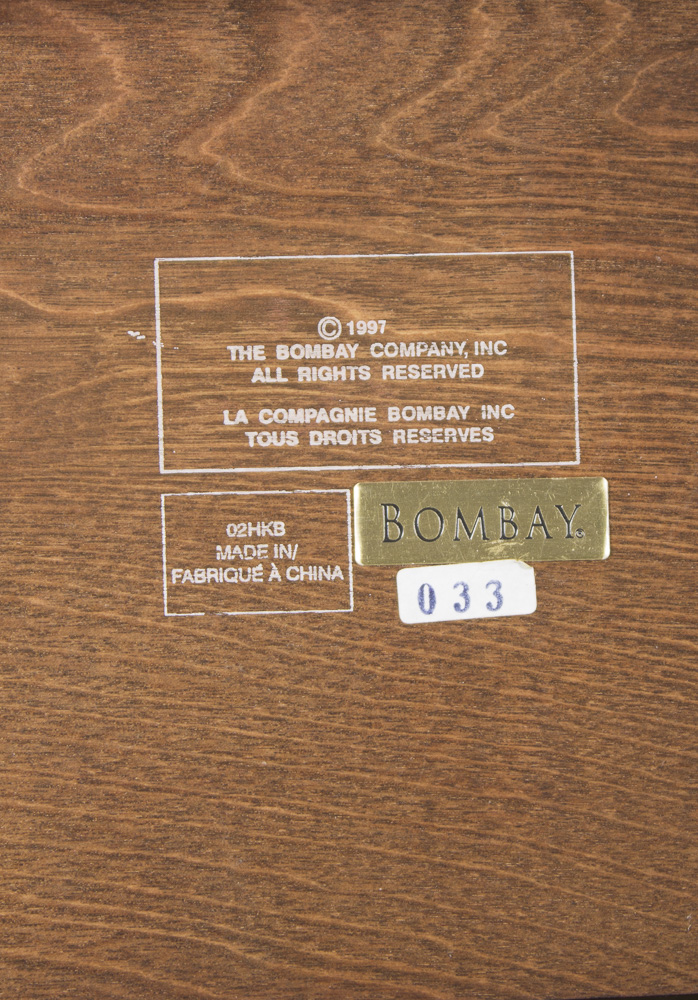 © 1997
THE BOMBAY COMPANY, INC
ALL RIGHTS RESERVED
LA COMPAGNIE BOMBAY INC
TOUS DROITS RESERVES
02HKB
MADE IN/
FABRIQUÉ À CHINA
BOMBAY®
033